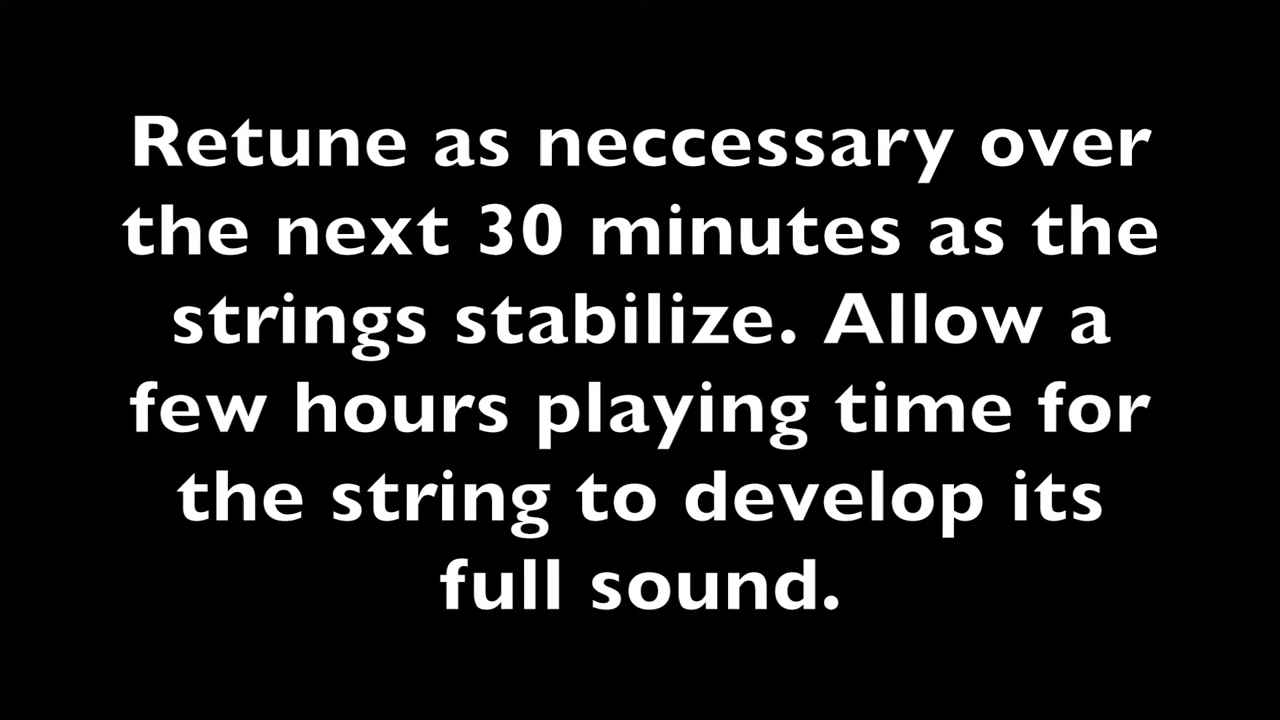 Retune as neccessary over
the next 30 minutes as the
strings stabilize. Allow a
few hours playing time for
the string to develop its
full sound.